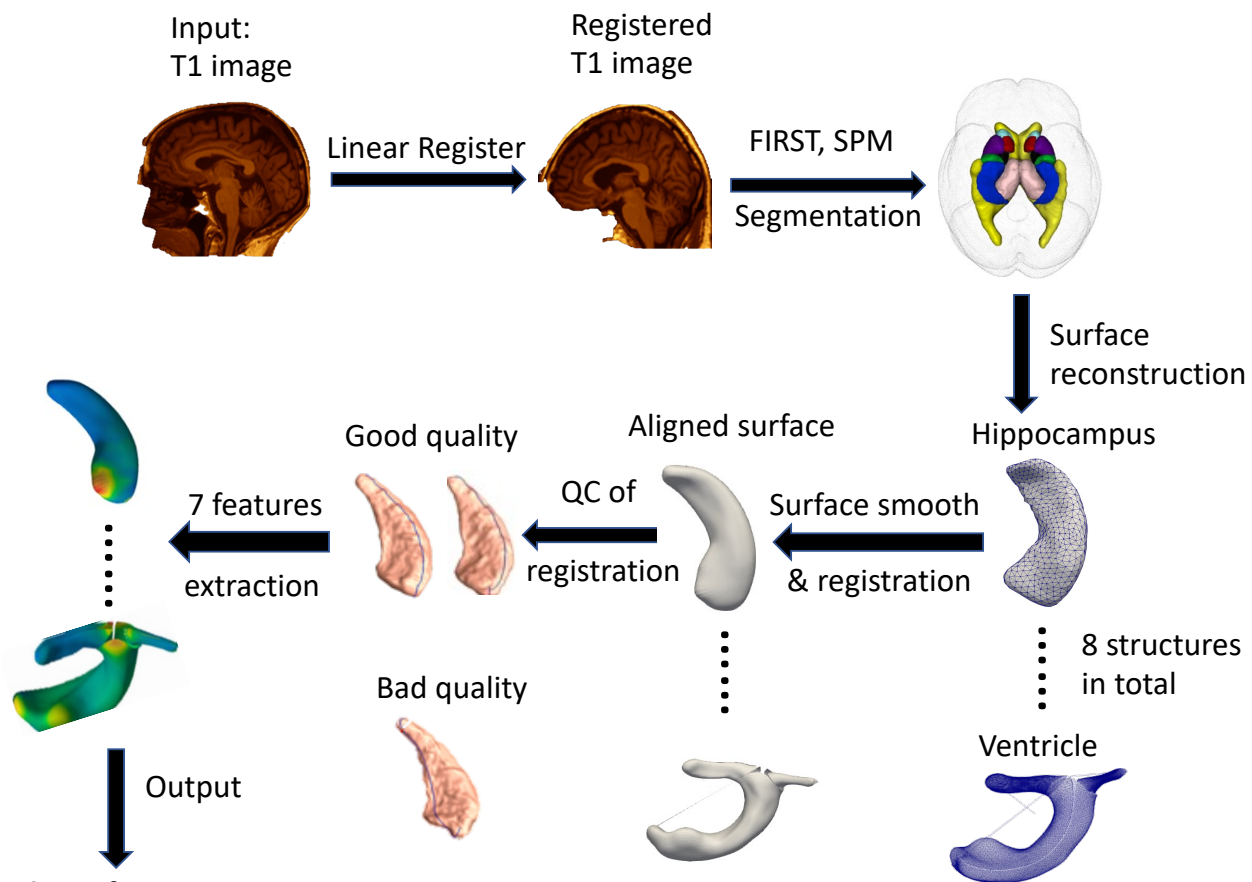 Input:
T1 image
Registered
T1 image
Linear Register
FIRST, SPM
Segmentation
Surface
reconstruction
Hippocampus
Aligned surface
Good quality
7 features
extraction
QC of
registration
Surface smooth
& registration
8 structures
in total
Bad quality
Ventricle
Output